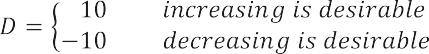 D = { 10 increasing is desirable
−10 decreasing is desirable